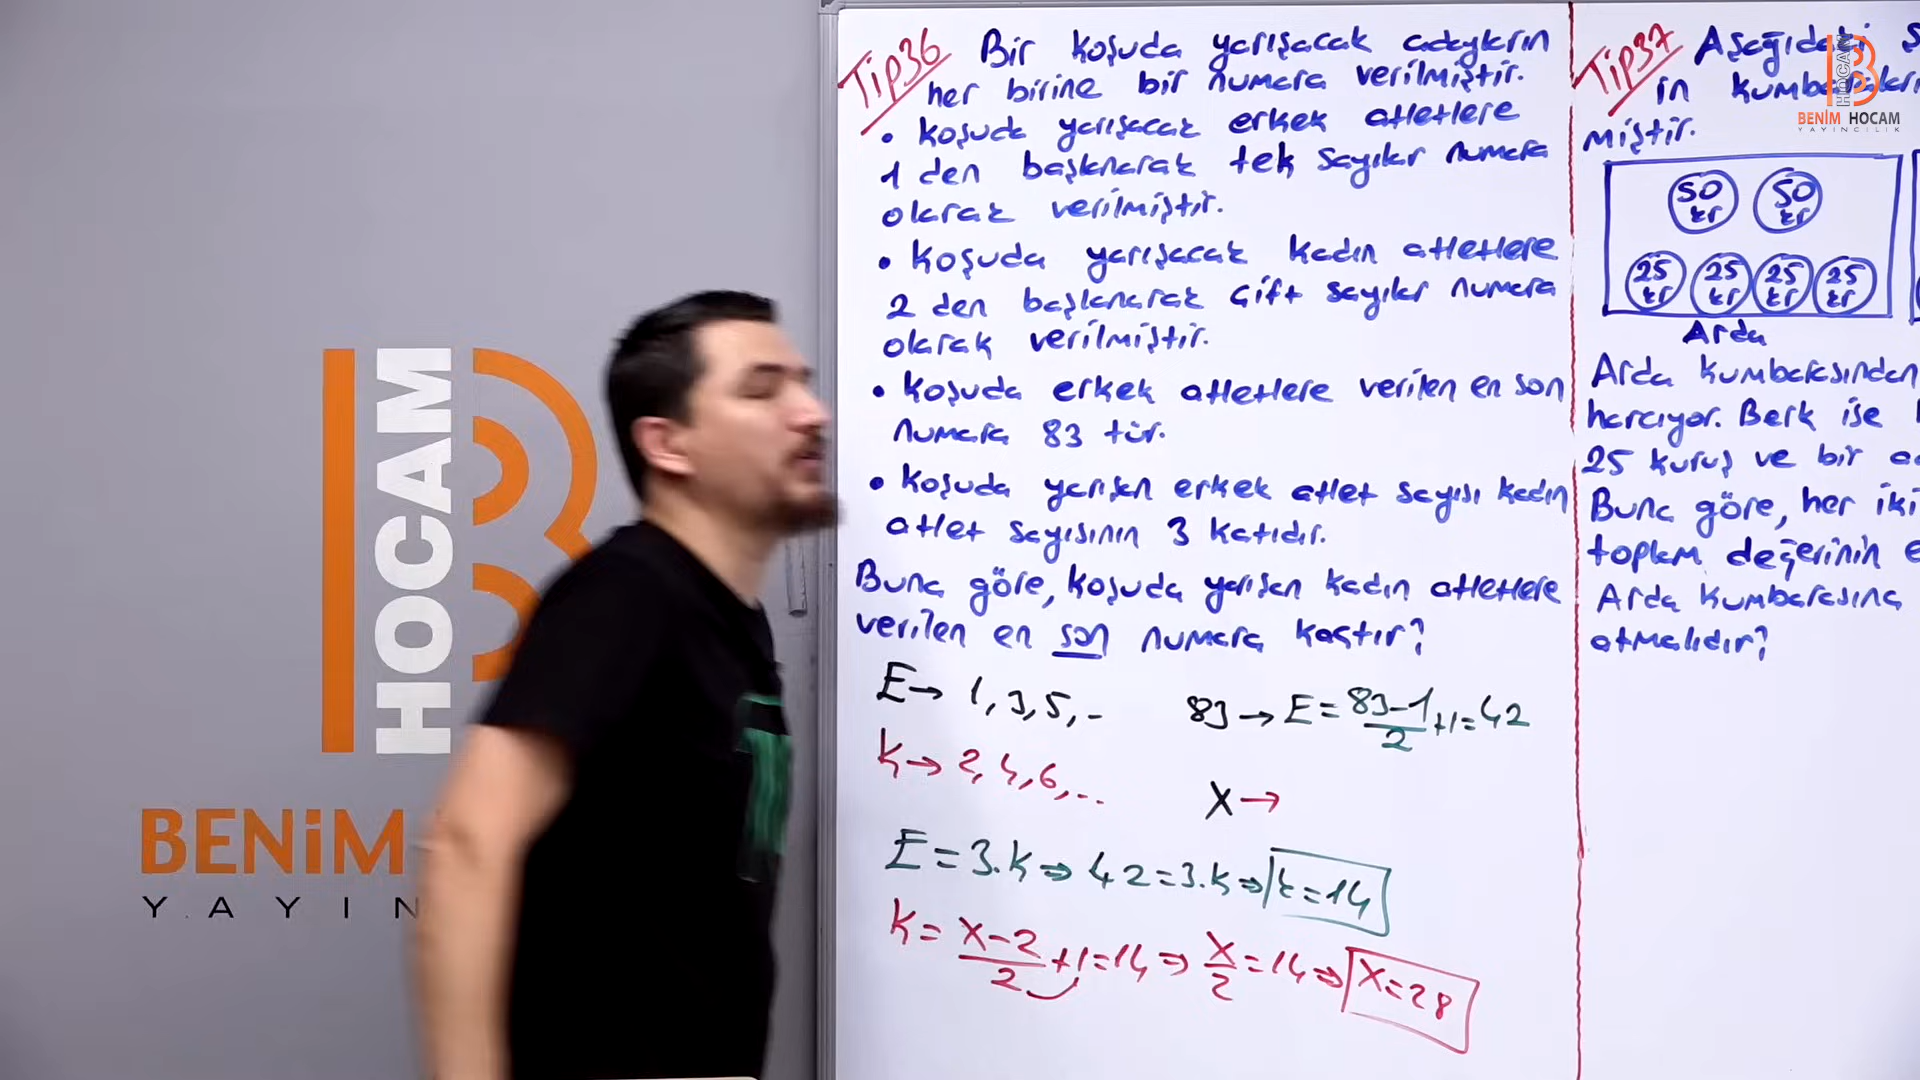 Tip36 Bir koşuda yarışacak adayların
her birine bir numara verilmiştir.
• Koşuda yarışacak erkek atletlere
1 den başlanarak tek sayılar numara
olarak verilmiştir.
• Koşuda yarışacak kadın atletlere
2 den başlanarak çift sayılar numara
olarak verilmiştir.
• Koşuda erkek atletlere verilen en son
numara 83 tür.
• Koşuda yarışan erkek atlet sayısı kadın
atlet sayısının 3 katıdır.
Buna göre, koşuda yarışan kadın atletlere
verilen en son numara kaçtır?
E→ 1, 3, 5, .. 83 → E = 83-1/2 +1 = 42
K→ 2, 4, 6, ... X →
E = 3.K ⇒ 42 = 3.K ⇒ K = 14
K = X-2/2 +1 = 14 ⇒ X/2 = 14 ⇒ X = 28
Tip37 Aşağıdaki Ş
ın kumbaraları
miştir.
50 kr 50 kr
25 kr 25 kr 25 kr 25 kr
Arda
Arda kumbarasından
harcıyor. Berk ise
25 kuruş ve bir
Buna göre, her iki
toplam değerinin e
Arda kumbarasına
atmalıdır?
HOCAM
BENİM HOCAM
YAYINCILIK
HOCAM
BENİM
YAYIN